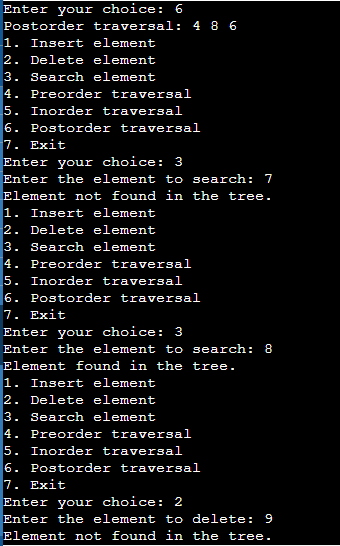 Enter your choice: 6
Postorder traversal: 4 8 6
1. Insert element
2. Delete element
3. Search element
4. Preorder traversal
5. Inorder traversal
6. Postorder traversal
7. Exit
Enter your choice: 3
Enter the element to search: 7
Element not found in the tree.
1. Insert element
2. Delete element
3. Search element
4. Preorder traversal
5. Inorder traversal
6. Postorder traversal
7. Exit
Enter your choice: 3
Enter the element to search: 8
Element found in the tree.
1. Insert element
2. Delete element
3. Search element
4. Preorder traversal
5. Inorder traversal
6. Postorder traversal
7. Exit
Enter your choice: 2
Enter the element to delete: 9
Element not found in the tree.